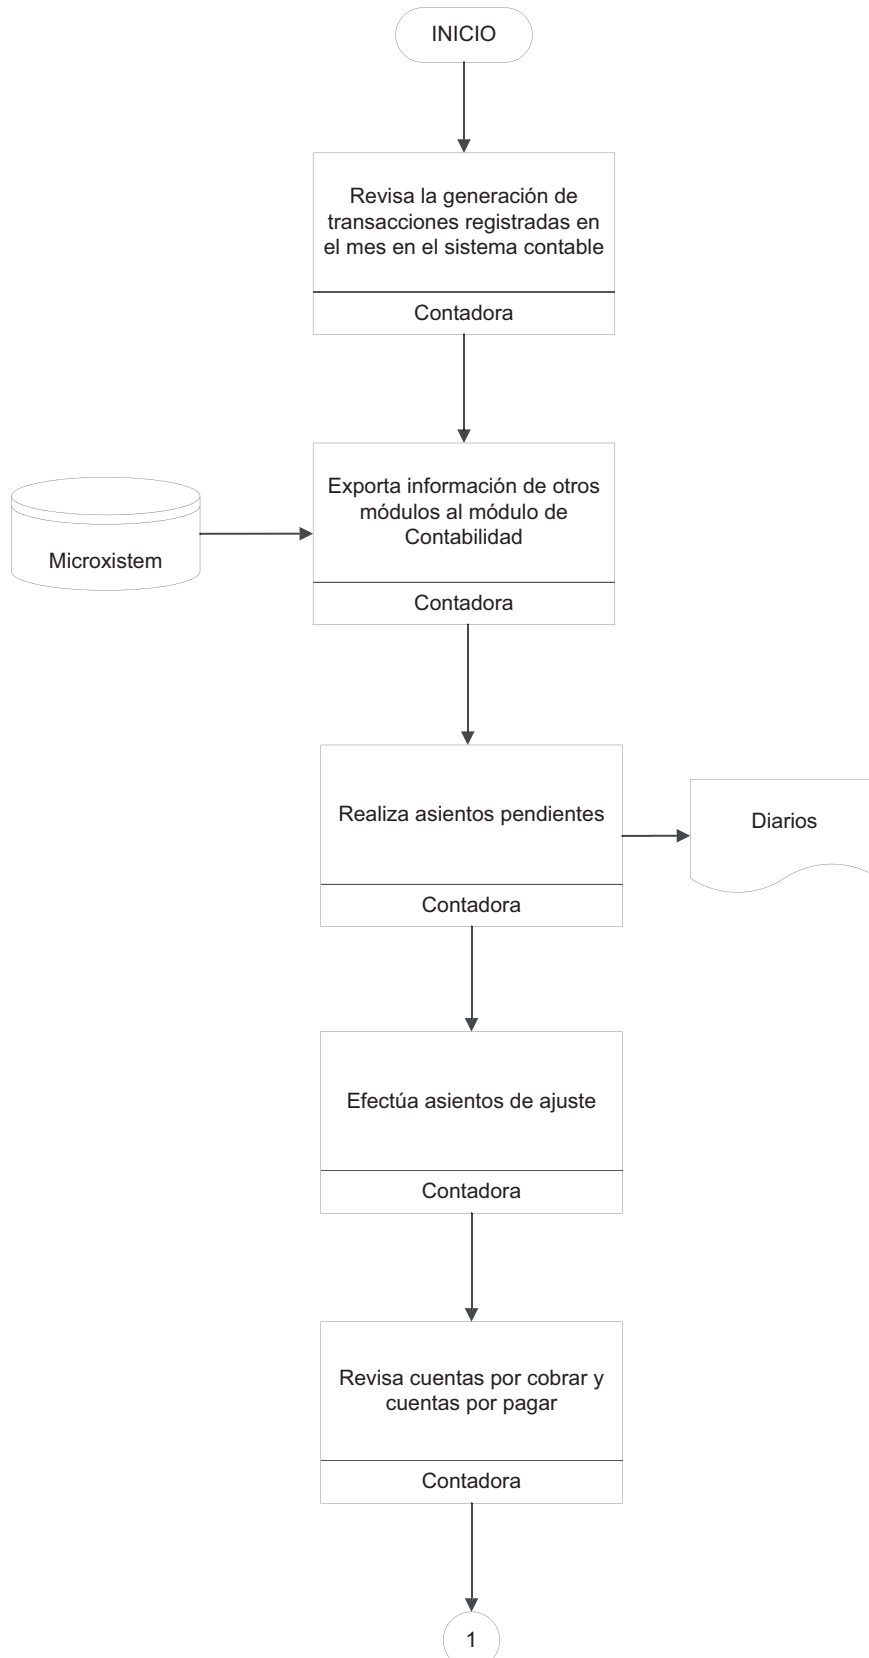 INICIO
Revisa la generación de
transacciones registradas en
el mes en el sistema contable
Contadora
Exporta información de otros
módulos al módulo de
Contabilidad
Microxistem
Contadora
Realiza asientos pendientes
Diarios
Contadora
Efectúa asientos de ajuste
Contadora
Revisa cuentas por cobrar y
cuentas por pagar
Contadora
1